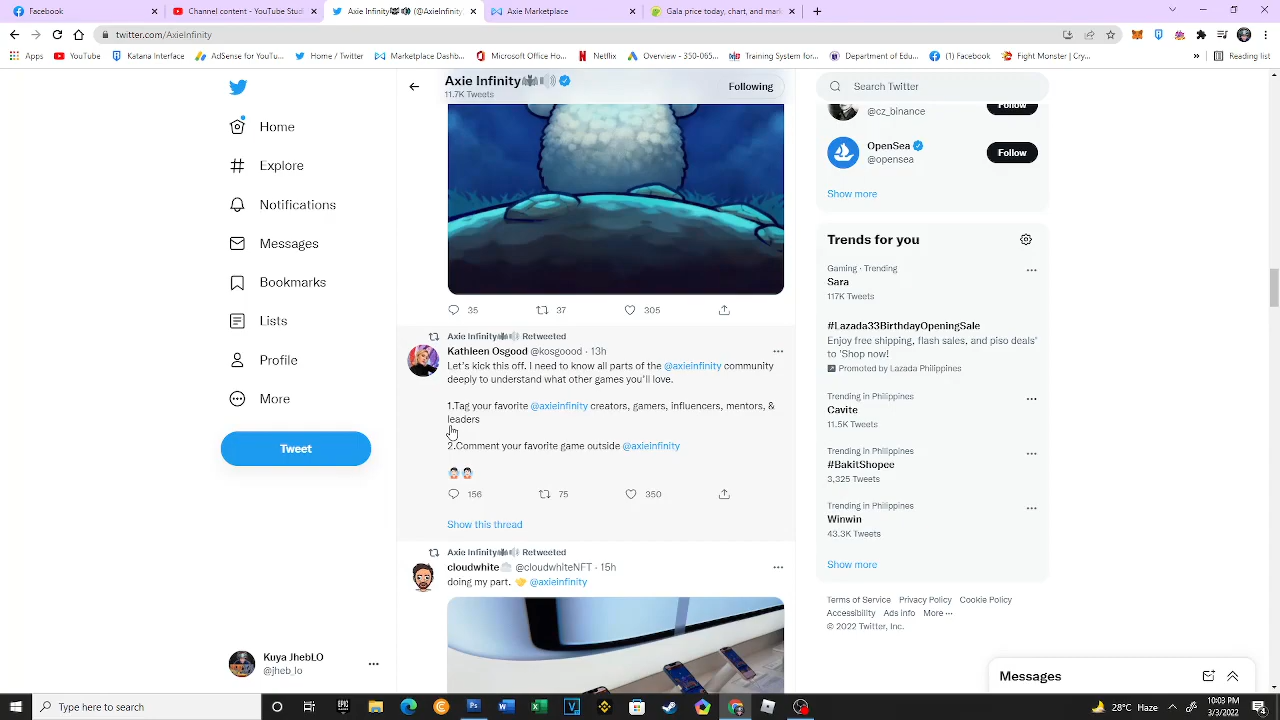 Facebook
Channel content - YouTube Studi
Axie Infinity (@AxieInfinity)
Axie Marketplace
Gala price today, chart, and mark
twitter.com/AxieInfinity
Apps
YouTube
Ketana Interface
AdSense for YouTu...
Home / Twitter
Marketplace Dashb...
Microsoft Office Ho...
Netflix
Overview - 350-065...
Training System for...
Department of Edu...
(1) Facebook
Fight Monster | Cry...
»
Reading list
Axie Infinity
11.7K Tweets
Following
Search Twitter
Home
Explore
Notifications
Messages
Bookmarks
Lists
Profile
More
Tweet
Kuya JhebLO
@jheb_lo
35
37
305
Axie Infinity Retweeted
Kathleen Osgood @kosgood · 13h
Let's kick this off. I need to know all parts of the @axieinfinity community
deeply to understand what other games you'll love.
1.Tag your favorite @axieinfinity creators, gamers, influencers, mentors, &
leaders
2.Comment your favorite game outside @axieinfinity
156
75
350
Show this thread
Axie Infinity Retweeted
cloudwhite @cloudwhiteNFT · 15h
doing my part. @axieinfinity
Follow
@cz_binance
OpenSea
@opensea
Follow
Show more
Trends for you
Gaming · Trending
Sara
117K Tweets
#Lazada33BirthdayOpeningSale
Enjoy free shipping, flash sales, and piso deals'
to 'Shop now!
Promoted by Lazada Philippines
Trending in Philippines
Cavite
11.5K Tweets
Trending in Philippines
#BakitShopee
3,325 Tweets
Trending in Philippines
Winwin
43.3K Tweets
Show more
Terms of Service Privacy Policy Cookie Policy
Accessibility Ads info More ···
© 2022 Twitter, Inc.
Messages
Type here to search
28°C Haze
10:03 PM
3/3/2022